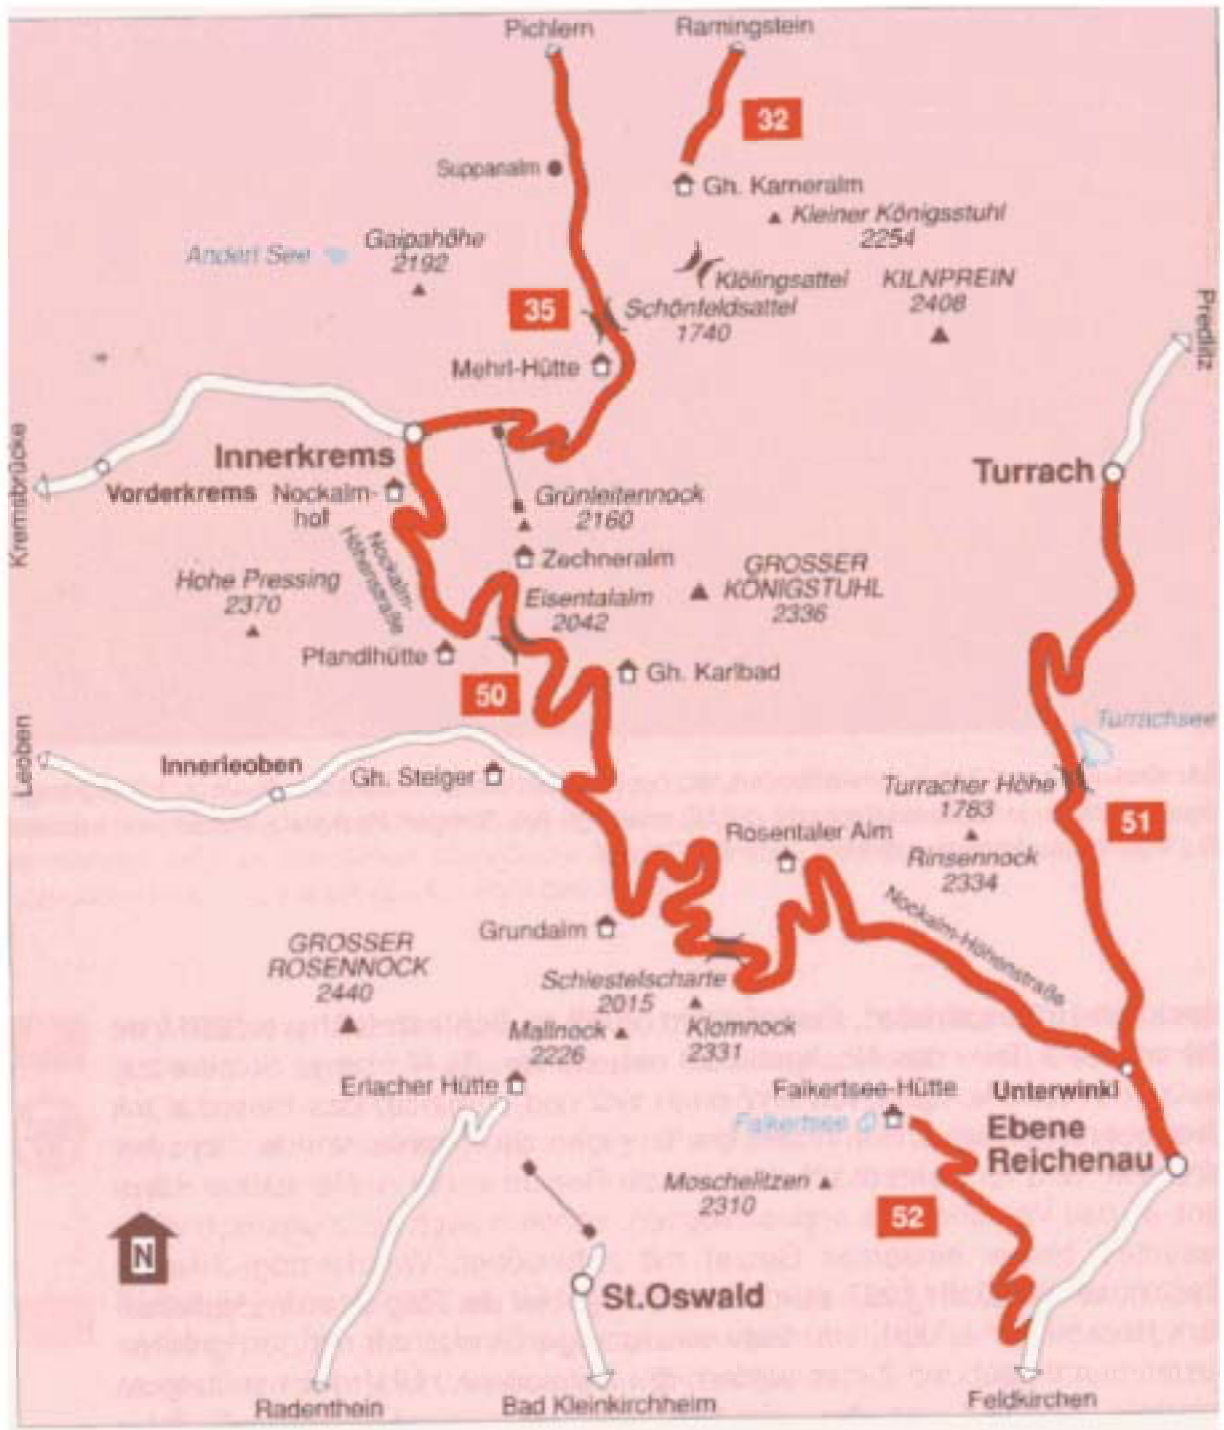 Pichlern
Ramingstein
32
Suppanalm
Gh. Karneralm
Kleiner Königsstuhl
2254
Anderl See
Gaipahöhe
2192
Klölingsattel
KILNPREIN
2408
35
Schönfeldsattel
1740
Predlitz
Mehrl-Hütte
Innerkrems
Turrach
Kremsbrücke
Vorderkrems
Nockalm-
hof
Grünleitennock
2160
Nockalm-
Höhenstraße
Zechneralm
Hohe Pressing
2370
Eisentalalm
2042
GROSSER
KÖNIGSTUHL
2336
Pfandlhütte
Gh. Karlbad
50
Leoben
Turrachsee
Innerleoben
Gh. Steiger
Turracher Höhe
1783
51
Rosentaler Alm
Rinsennock
2334
Nockalm-Höhenstraße
Grundalm
GROSSER
ROSENNOCK
2440
Schiestelscharte
2015
Mallnock
2226
Klomnock
2331
Erlacher Hütte
Falkertsee-Hütte
Unterwinkl
Falkertsee
Ebene
Reichenau
Moschelitzen
2310
52
N
St.Oswald
Radenthein
Bad Kleinkirchheim
Feldkirchen